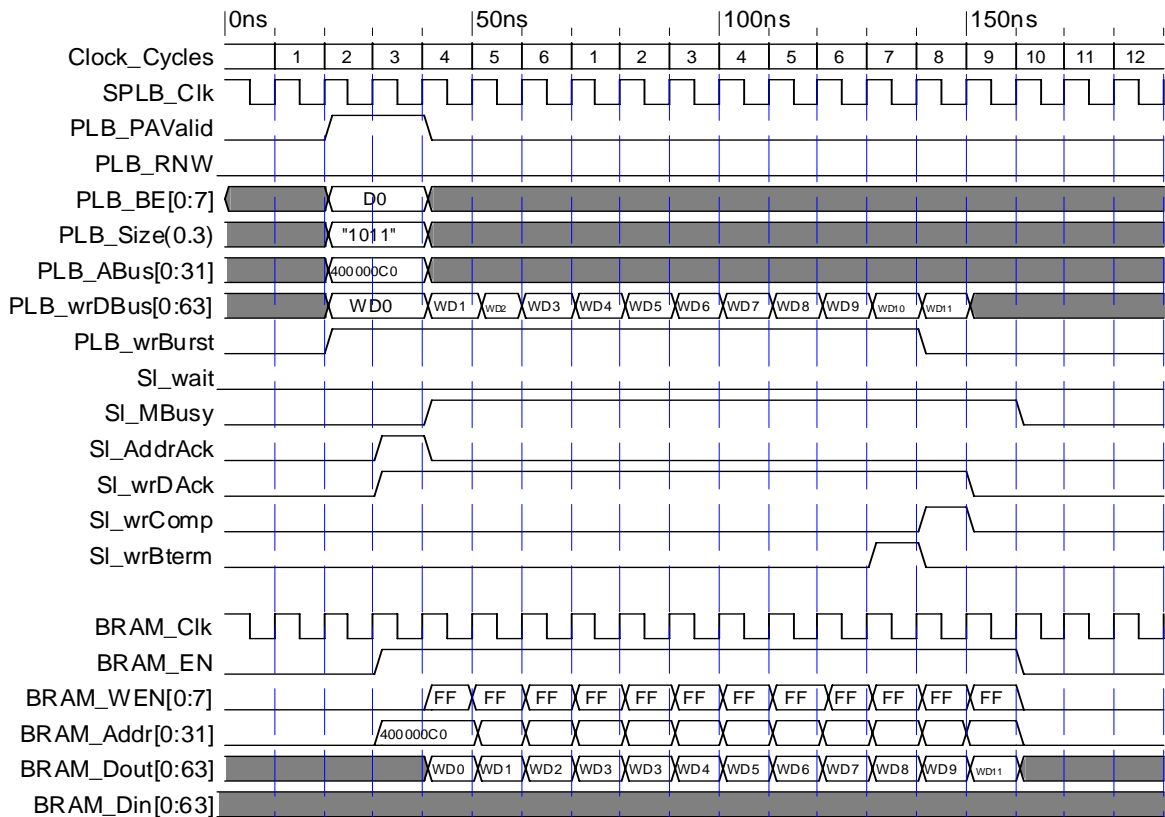 0ns 50ns 100ns 150ns
Clock_Cycles 1 2 3 4 5 6 1 2 3 4 5 6 7 8 9 10 11 12
SPLB_Clk
PLB_PAValid
PLB_RNW
PLB_BE[0:7] D0
PLB_Size(0.3) "1011"
PLB_ABus[0:31] 400000C0
PLB_wrDBus[0:63] WD0 WD1 WD2 WD3 WD4 WD5 WD6 WD7 WD8 WD9 WD10 WD11
PLB_wrBurst
Sl_wait
Sl_MBusy
Sl_AddrAck
Sl_wrDAck
Sl_wrComp
Sl_wrBterm
BRAM_Clk
BRAM_EN
BRAM_WEN[0:7] FF FF FF FF FF FF FF FF FF FF FF FF
BRAM_Addr[0:31] 400000C0
BRAM_Dout[0:63] WD0 WD1 WD2 WD3 WD3 WD4 WD5 WD6 WD7 WD8 WD9 WD11
BRAM_Din[0:63]